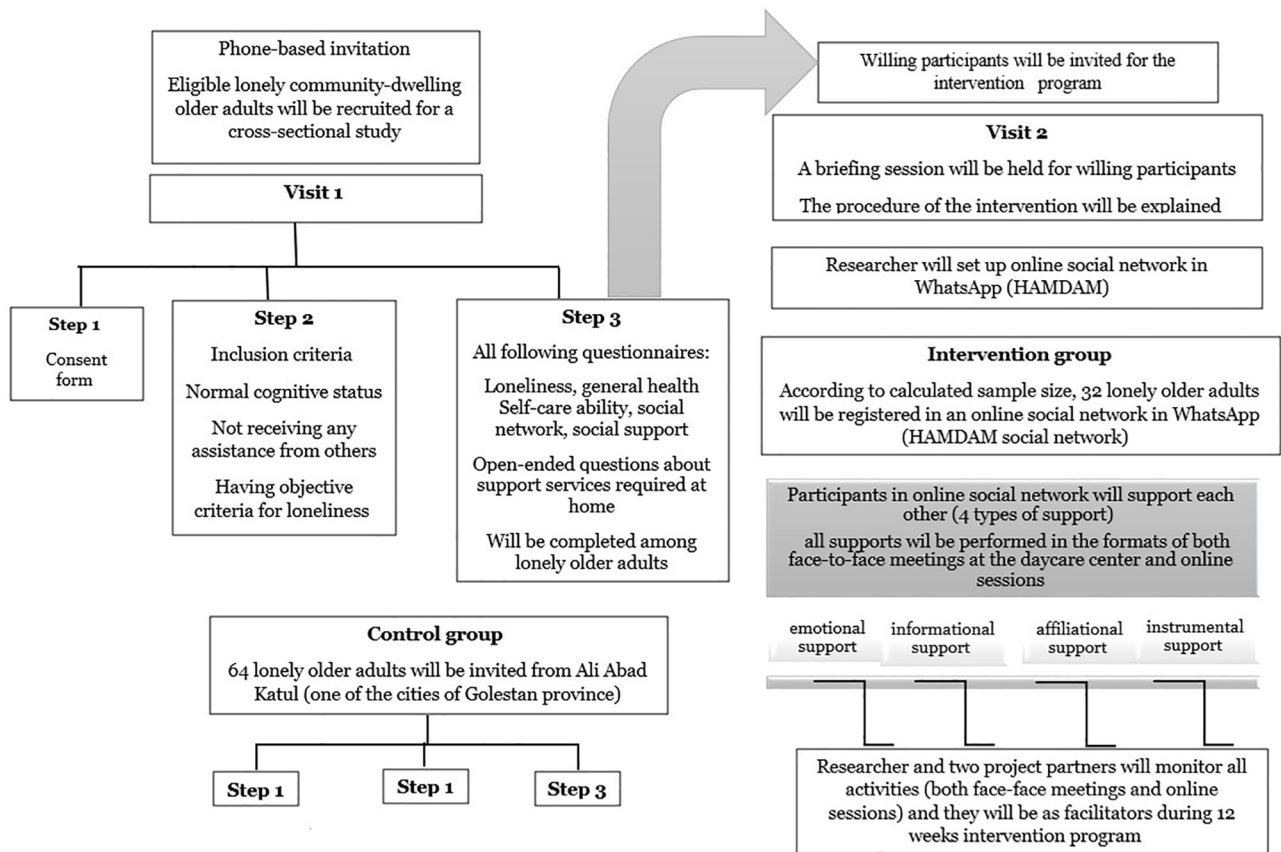 Phone-based invitation
Eligible lonely community-dwelling
older adults will be recruited for a
cross-sectional study
Visit 1
Step 1
Consent
form
Step 2
Inclusion criteria
Normal cognitive status
Not receiving any
assistance from others
Having objective
criteria for loneliness
Step 3
All following questionnaires:
Loneliness, general health
Self-care ability, social
network, social support
Open-ended questions about
support services required at
home
Will be completed among
lonely older adults
Control group
64 lonely older adults will be invited from Ali Abad
Katul (one of the cities of Golestan province)
Step 1
Step 1
Step 3
Willing participants will be invited for the
intervention program
Visit 2
A briefing session will be held for willing participants
The procedure of the intervention will be explained
Researcher will set up online social network in
WhatsApp (HAMDAM)
Intervention group
According to calculated sample size, 32 lonely older adults
will be registered in an online social network in WhatsApp
(HAMDAM social network)
Participants in online social network will support each
other (4 types of support)
all supports will be performed in the formats of both
face-to-face meetings at the daycare center and online
sessions
emotional
support
informational
support
affiliational
support
instrumental
support
Researcher and two project partners will monitor all
activities (both face-face meetings and online
sessions) and they will be as facilitators during 12
weeks intervention program